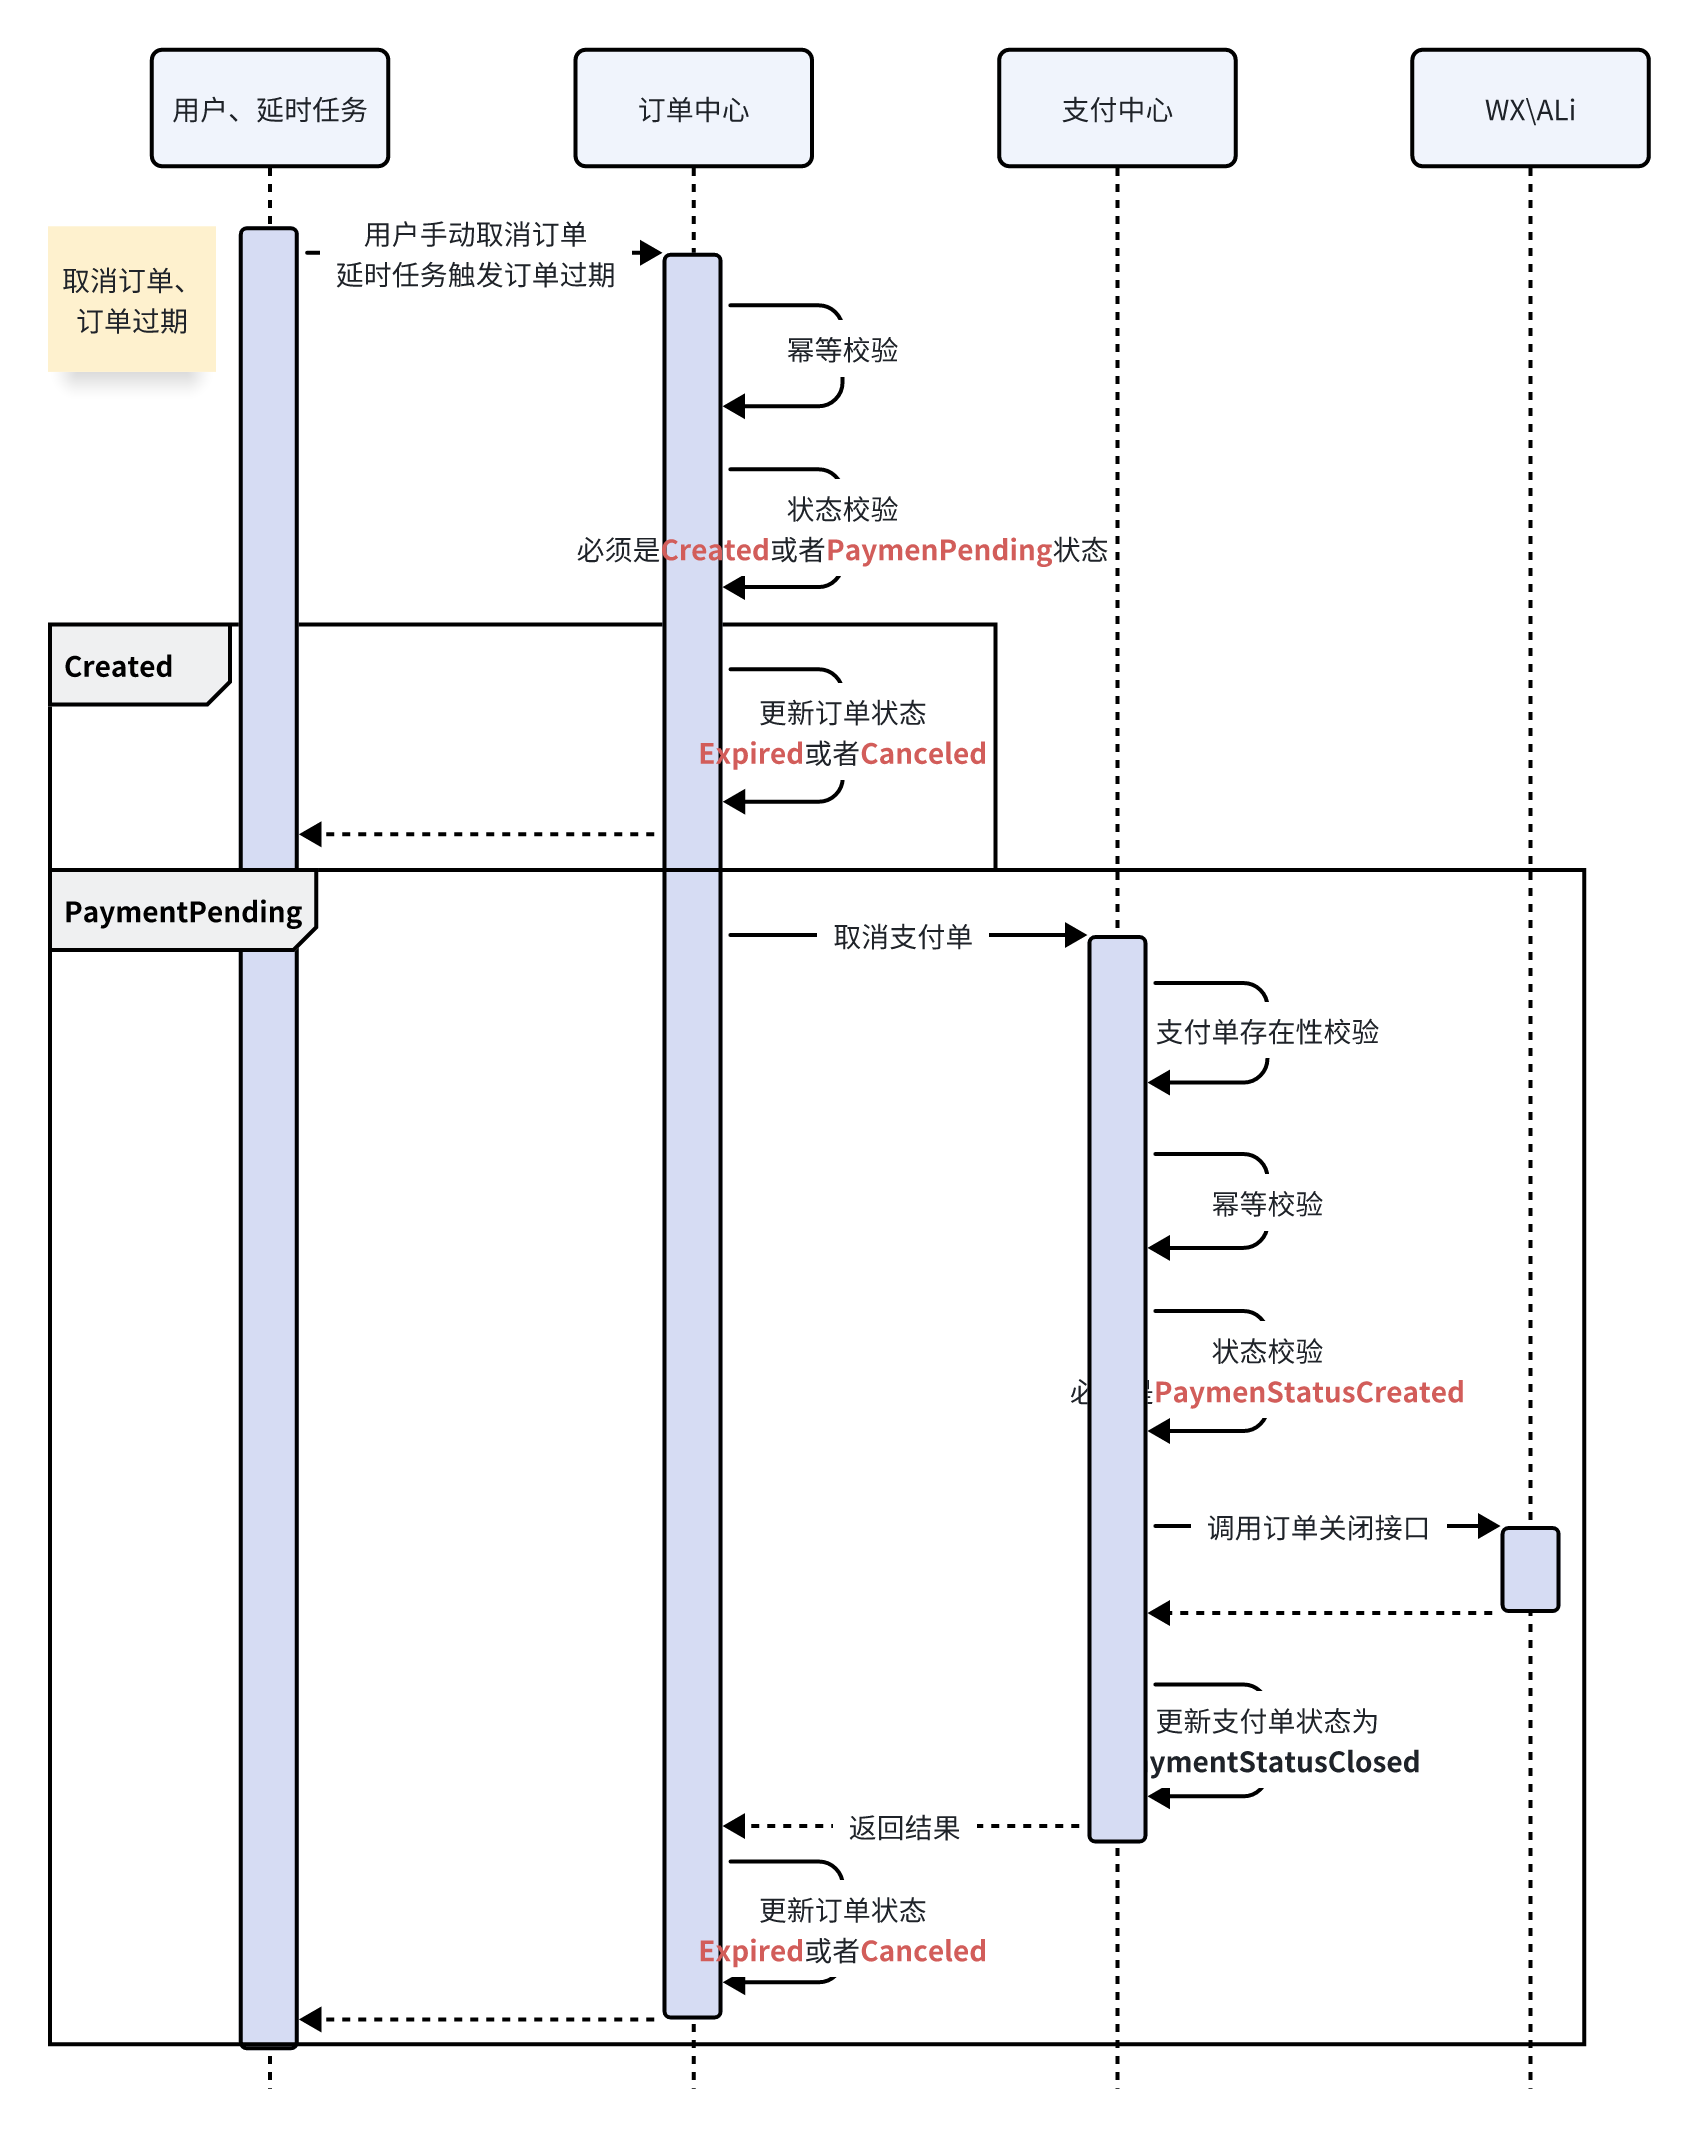 用户、延时任务
订单中心
支付中心
WX\ALi
取消订单、
订单过期
用户手动取消订单
延时任务触发订单过期
幂等校验
状态校验
必须是Created或者PaymenPending状态
Created
更新订单状态
Expired或者Canceled
PaymentPending
取消支付单
支付单存在性校验
幂等校验
状态校验
PaymenStatusCreated
调用订单关闭接口
更新支付单状态为
ymentStatusClosed
返回结果
更新订单状态
Expired或者Canceled